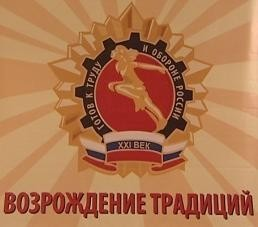 ГОТОВ К ТРУДУ И ОБОРОНЕ РОССИИ
XXI ВЕК
ВОЗРОЖДЕНИЕ ТРАДИЦИЙ